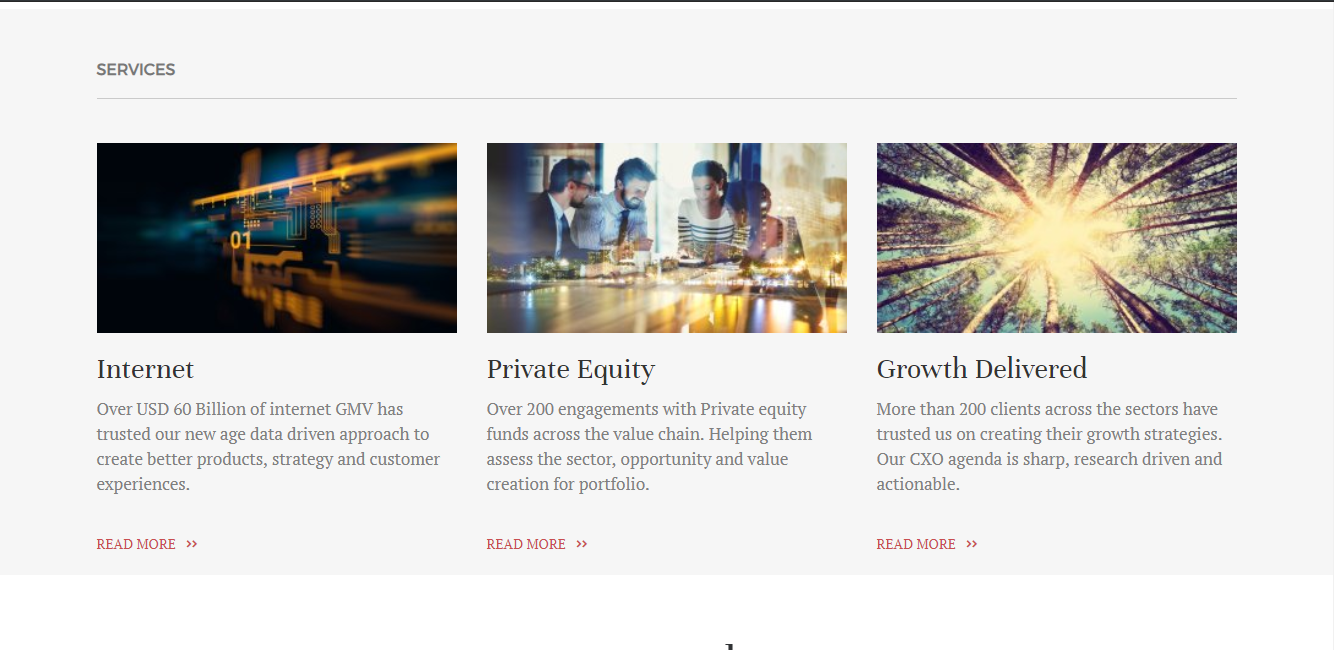 SERVICES
01
Internet
Over USD 60 Billion of internet GMV has
trusted our new age data driven approach to
create better products, strategy and customer
experiences.
READ MORE >>
Private Equity
Over 200 engagements with Private equity
funds across the value chain. Helping them
assess the sector, opportunity and value
creation for portfolio.
READ MORE >>
Growth Delivered
More than 200 clients across the sectors have
trusted us on creating their growth strategies.
Our CXO agenda is sharp, research driven and
actionable.
READ MORE >>